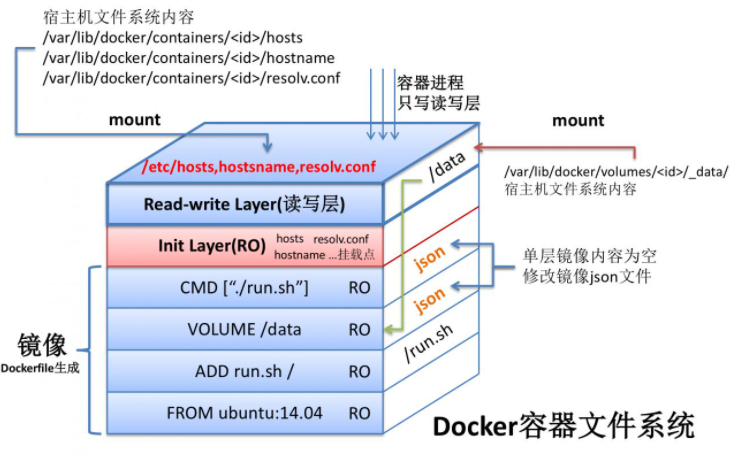 宿主机文件系统内容
/var/lib/docker/containers/<id>/hosts
/var/lib/docker/containers/<id>/hostname
/var/lib/docker/containers/<id>/resolv.conf
容器进程
只写读写层
mount
mount
/etc/hosts,hostsname,resolv.conf
/data
/var/lib/docker/volumes/<id>/_data/
宿主机文件系统内容
Read-write Layer(读写层)
Init Layer(RO)
hosts resolv.conf
hostname ...挂载点
json
单层镜像内容为空
修改镜像json文件
CMD [“./run.sh”] RO
json
镜像
Dockerfile生成
VOLUME /data RO
/run.sh
ADD run.sh / RO
FROM ubuntu:14.04 RO
Docker容器文件系统